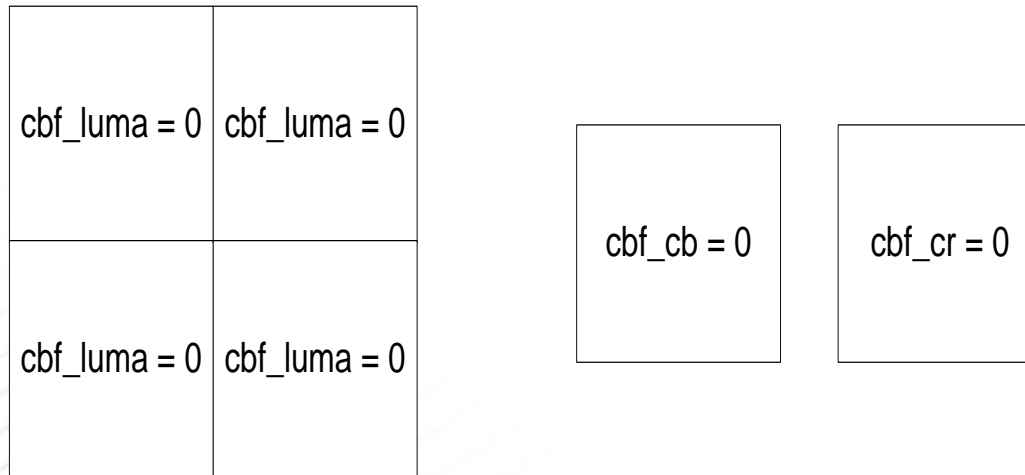 cbf_luma = 0 cbf_luma = 0
cbf_cb = 0 cbf_cr = 0
cbf_luma = 0 cbf_luma = 0